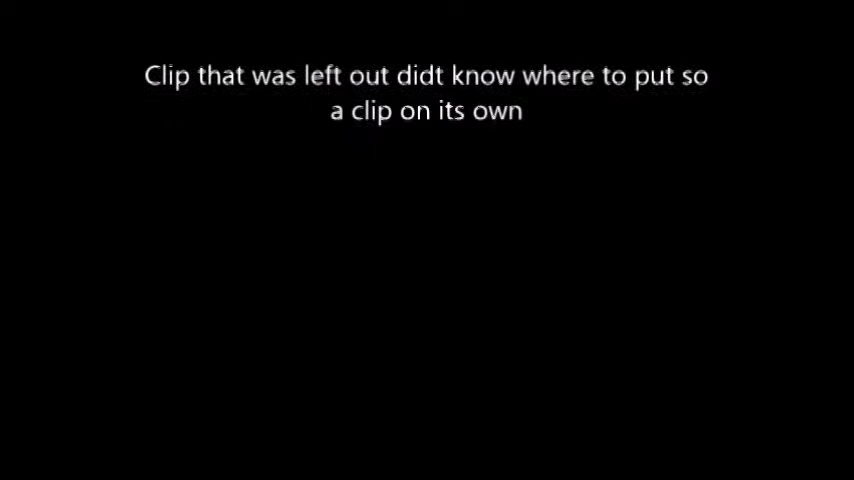 Clip that was left out didt know where to put so
a clip on its own